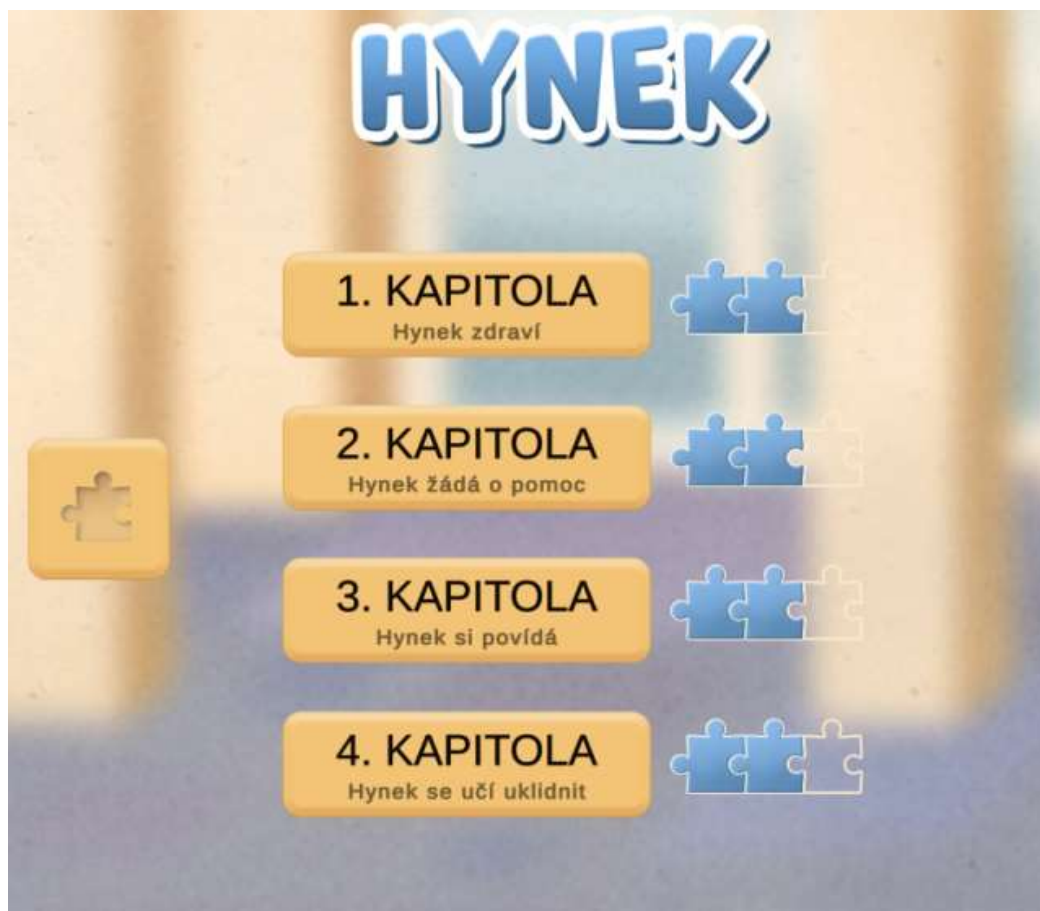 HYNEK
1. KAPITOLA
Hynek zdraví
2. KAPITOLA
Hynek žádá o pomoc
3. KAPITOLA
Hynek si povídá
4. KAPITOLA
Hynek se učí uklidnit